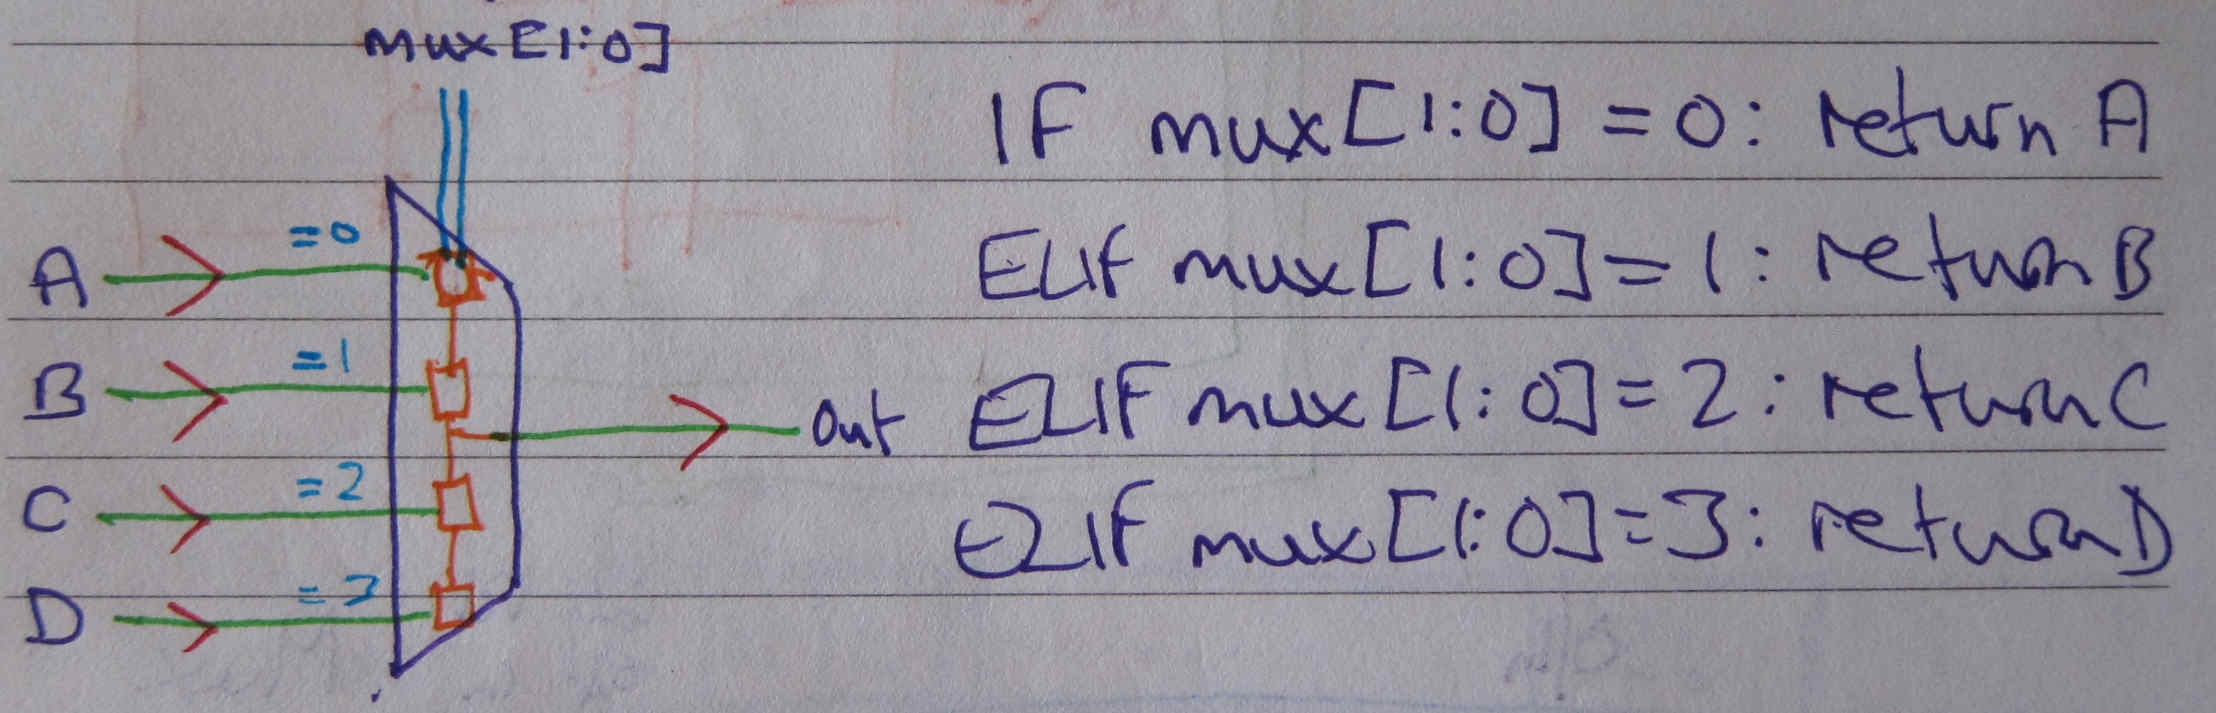 mux[1:0]
IF mux[1:0] = 0: return A
A =0
ELIF mux[1:0] = 1: return B
B =1
out
ELIF mux[1:0] = 2: return C
C =2
ELIF mux[1:0] = 3: return D
D =3